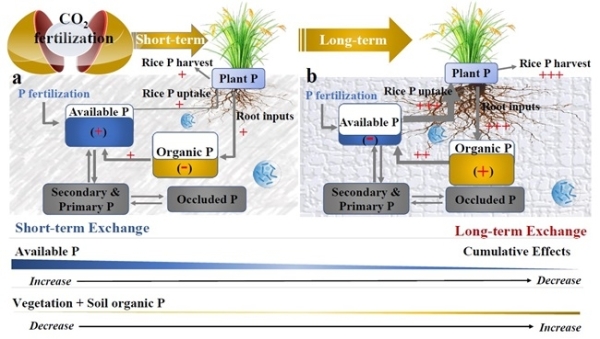 CO2
fertilization
Short-term
Long-term
a
Rice P harvest
+
Plant P
P fertilization
Rice P uptake
+
Available P
(+)
Root inputs
+
+
Organic P
(-)
Secondary &
Primary P
Occluded P
b
Rice P harvest
+++
Plant P
Rice P uptake
+++
P fertilization
Available P
(-)
Root inputs
+++
++
Organic P
(+)
Secondary &
Primary P
Occluded P
Short-term Exchange
Long-term Exchange
Available P
Cumulative Effects
Increase
Decrease
Vegetation + Soil organic P
Decrease
Increase